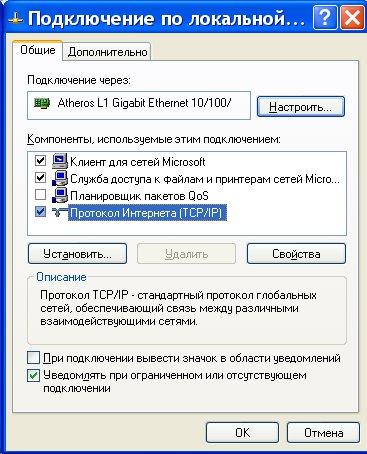 Подключение по локальной...
Общие Дополнительно
Подключение через:
Atheros L1 Gigabit Ethernet 10/100/ Настроить...
Компоненты, используемые этим подключением:
Клиент для сетей Microsoft
Служба доступа к файлам и принтерам сетей Micro...
Планировщик пакетов QoS
Протокол Интернета (TCP/IP)
Установить... Удалить Свойства
Описание
Протокол TCP/IP - стандартный протокол глобальных
сетей, обеспечивающий связь между различными
взаимодействующими сетями.
При подключении вывести значок в области уведомлений
Уведомлять при ограниченном или отсутствующем
подключении
OK Отмена